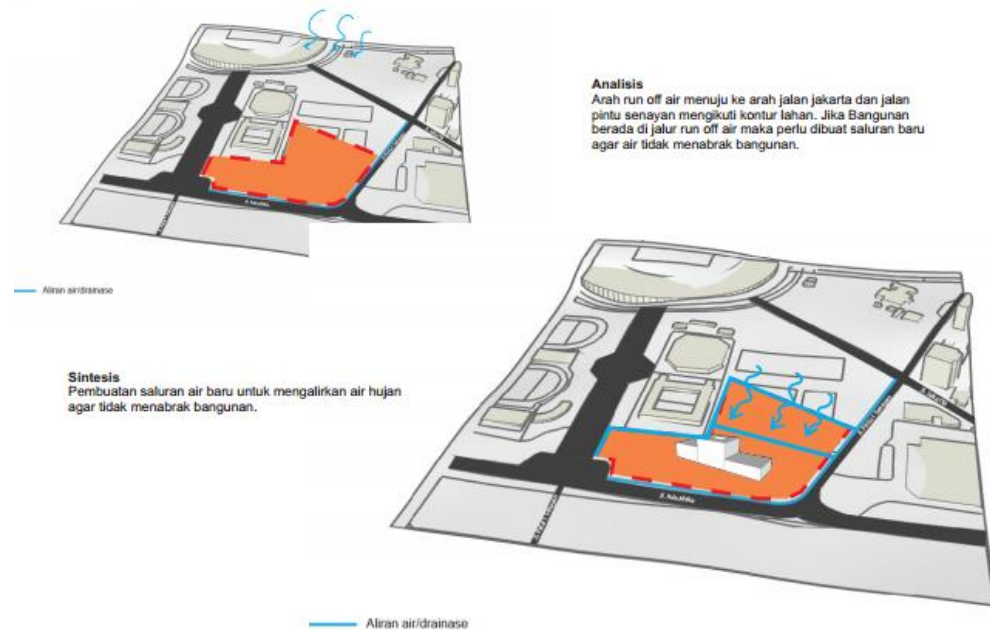 Analisis
Arah run off air menuju ke arah jalan jakarta dan jalan
pintu senayan mengikuti kontur lahan. Jika Bangunan
berada di jalur run off air maka perlu dibuat saluran baru
agar air tidak menabrak bangunan.
Aliran air/drainase
Sintesis
Pembuatan saluran air baru untuk mengalirkan air hujan
agar tidak menabrak bangunan.
Aliran air/drainase